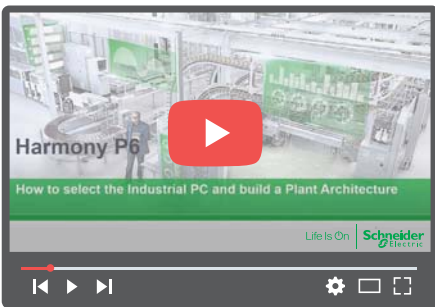 Harmony P6
How to select the Industrial PC and build a Plant Architecture
Life Is On
Schneider
Electric